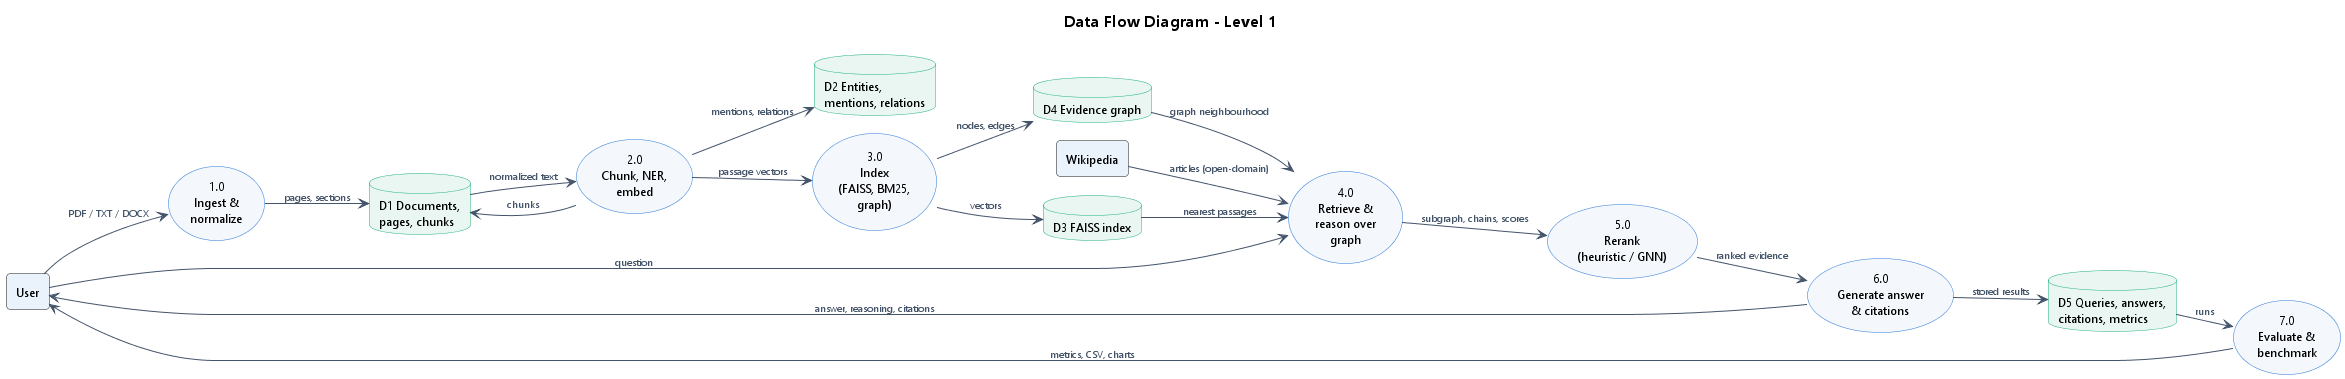 Data Flow Diagram - Level 1
PDF / TXT / DOCX
User
1.0
Ingest &
normalize
pages, sections
D1 Documents,
pages, chunks
normalized text
chunks
2.0
Chunk, NER,
embed
mentions, relations
D2 Entities,
mentions, relations
passage vectors
3.0
Index
(FAISS, BM25,
graph)
nodes, edges
D4 Evidence graph
graph neighbourhood
Wikipedia
articles (open-domain)
vectors
D3 FAISS index
nearest passages
question
4.0
Retrieve &
reason over
graph
subgraph, chains, scores
5.0
Rerank
(heuristic / GNN)
ranked evidence
6.0
Generate answer
& citations
answer, reasoning, citations
stored results
D5 Queries, answers,
citations, metrics
runs
7.0
Evaluate &
benchmark
metrics, CSV, charts